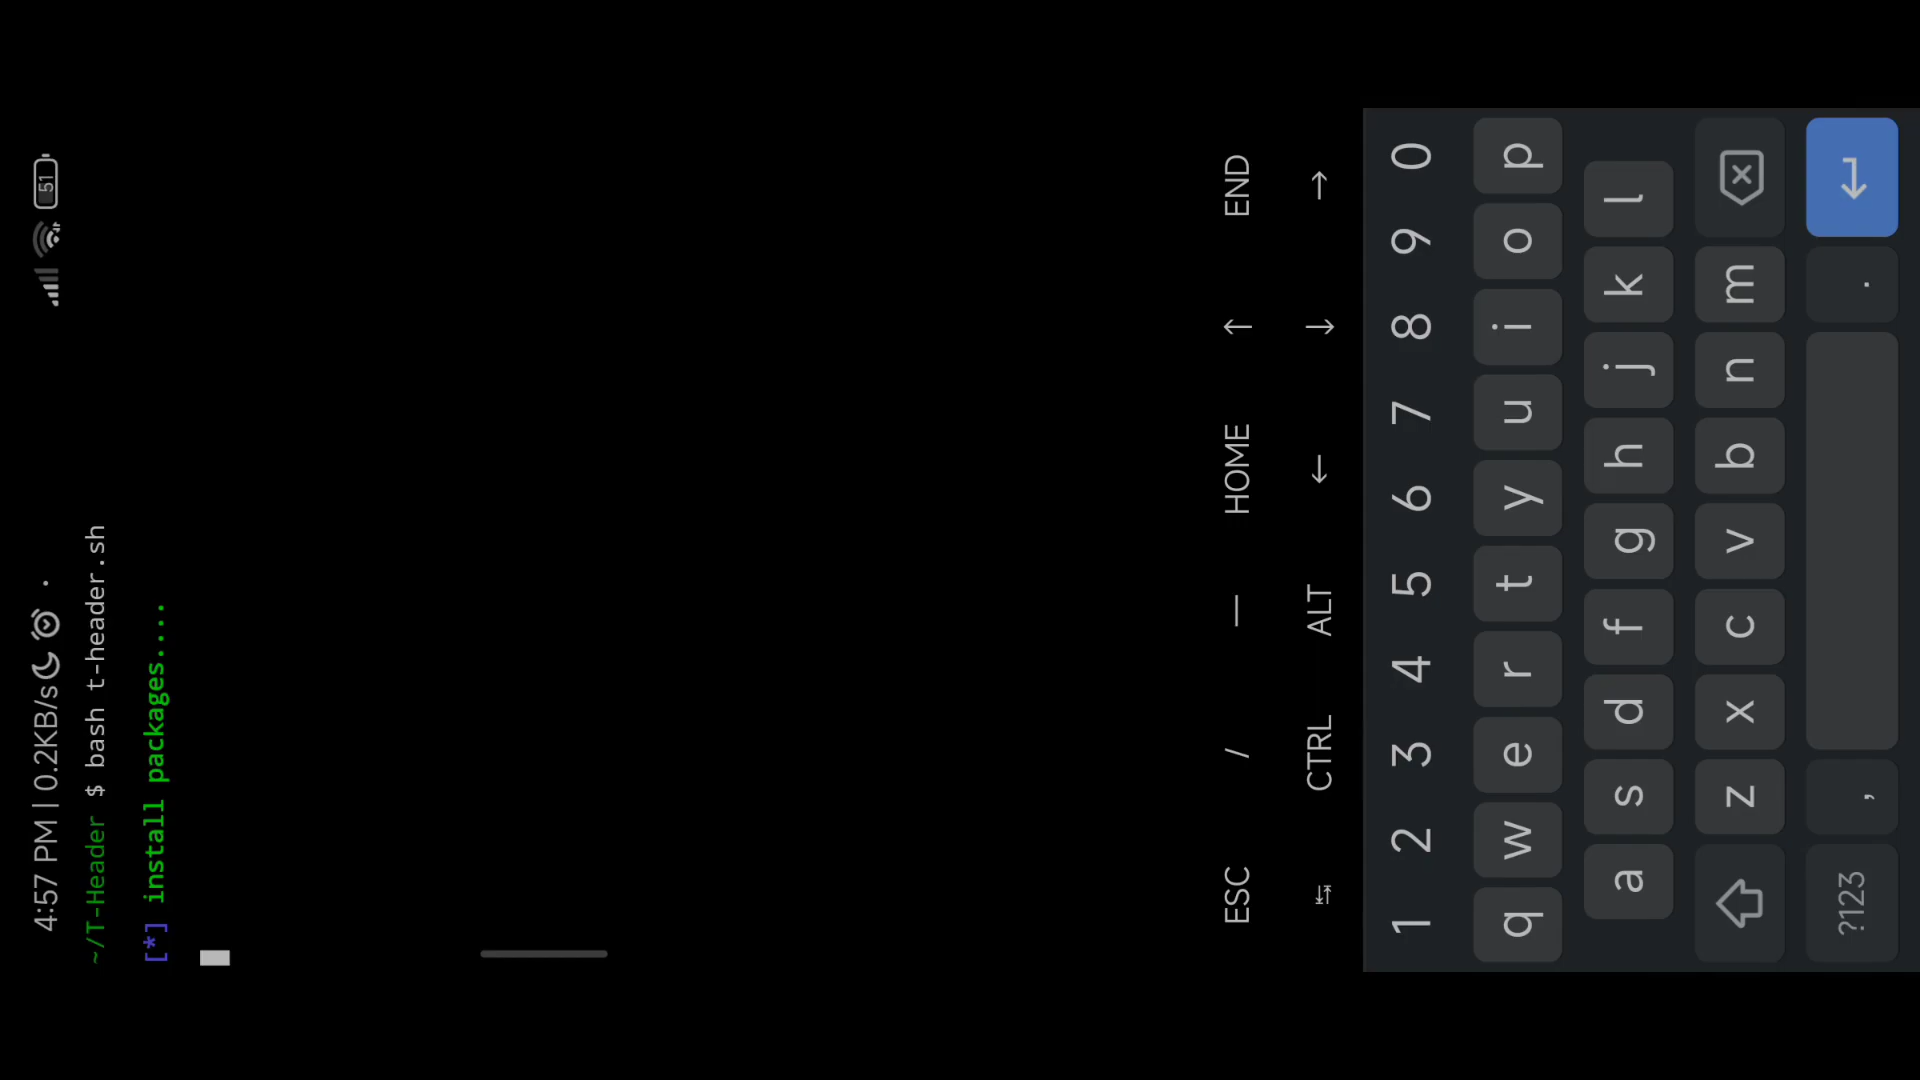 4:57 PM | 0.2KB/s
51
~/T-Header $ bash t-header.sh
[*] install packages....
ESC / — HOME ↑ END
⇥ CTRL ALT ← ↓ →
1 2 3 4 5 6 7 8 9 0
q w e r t y u i o p
a s d f g h j k l
z x c v b n m
?123 , .